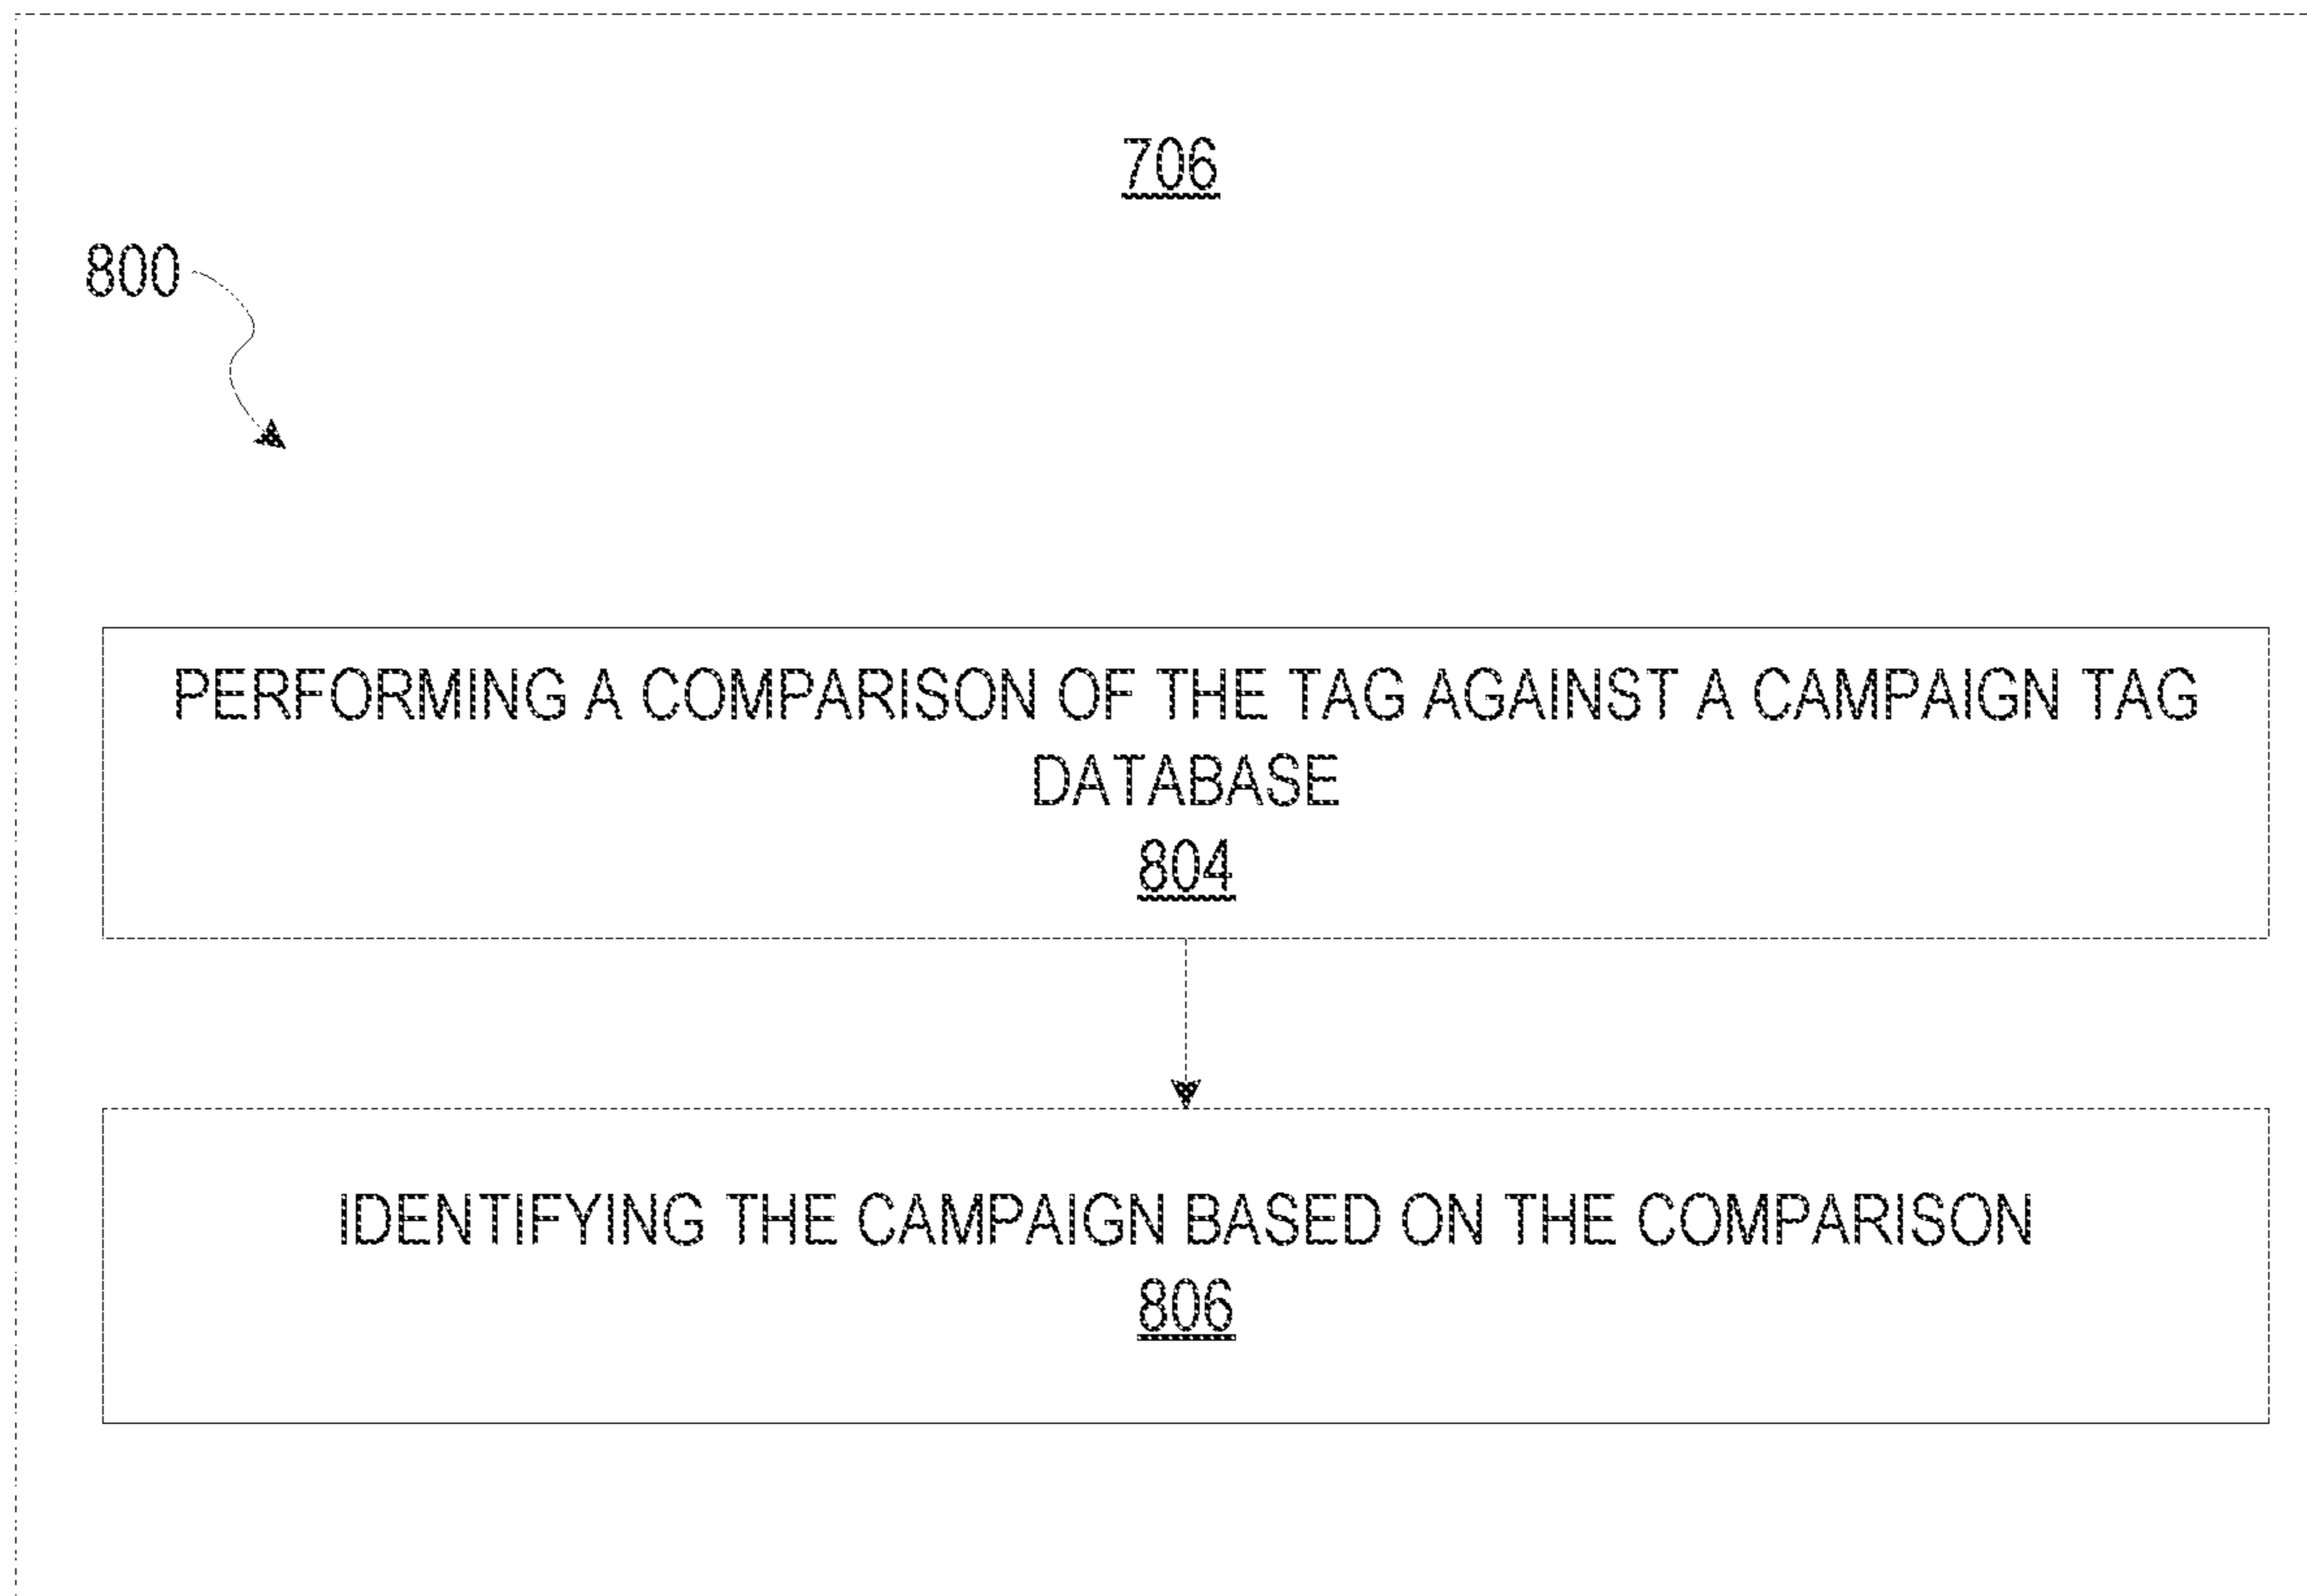 706
800
PERFORMING A COMPARISON OF THE TAG AGAINST A CAMPAIGN TAG
DATABASE
804
IDENTIFYING THE CAMPAIGN BASED ON THE COMPARISON
806